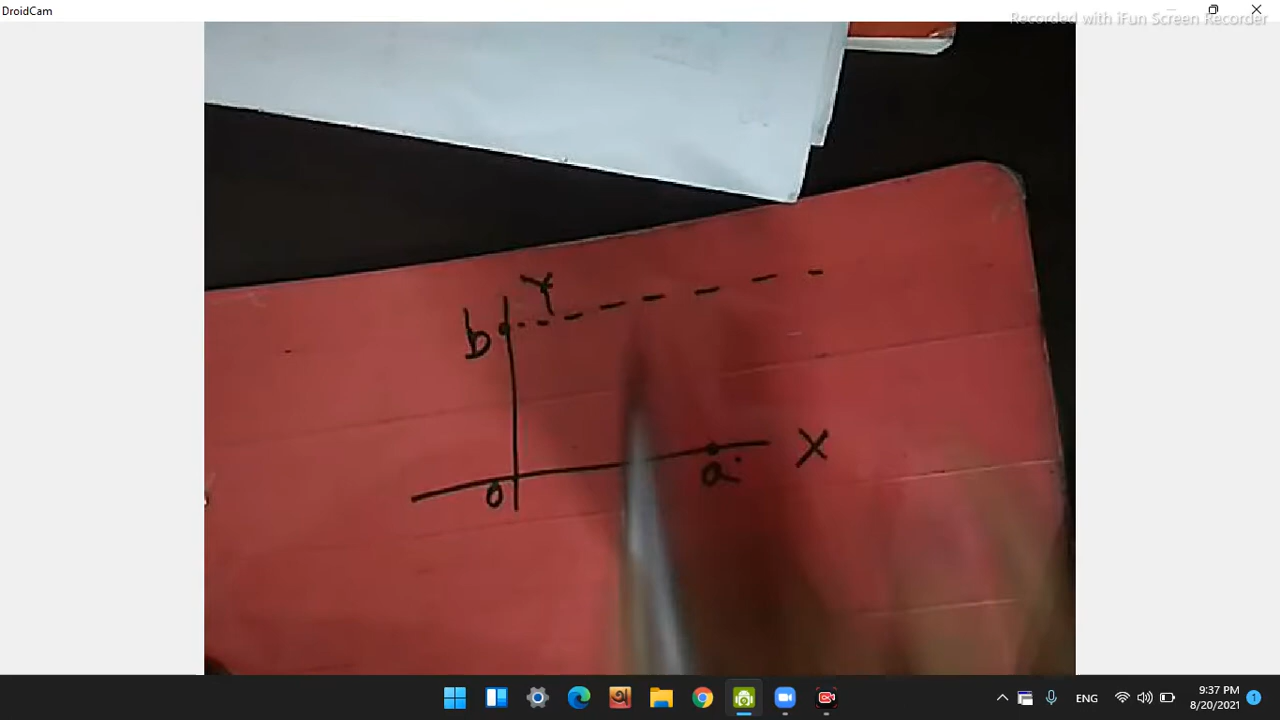 DroidCam
Recorded with iFun Screen Recorder
Y
b
X
a
0
ENG
9:37 PM
8/20/2021
1
অ